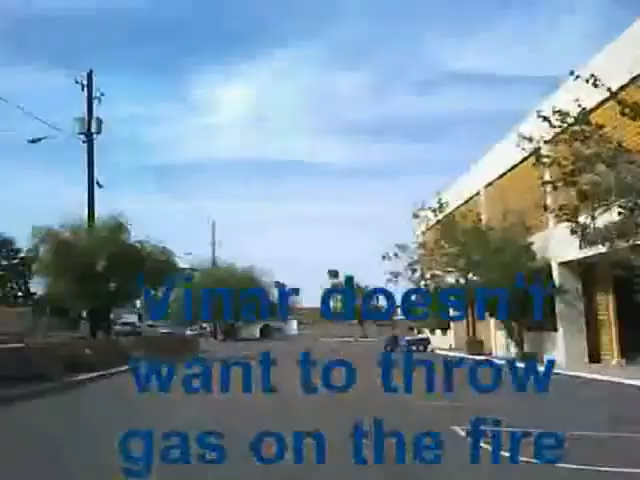 Vinar doesn't
want to throw
gas on the fire